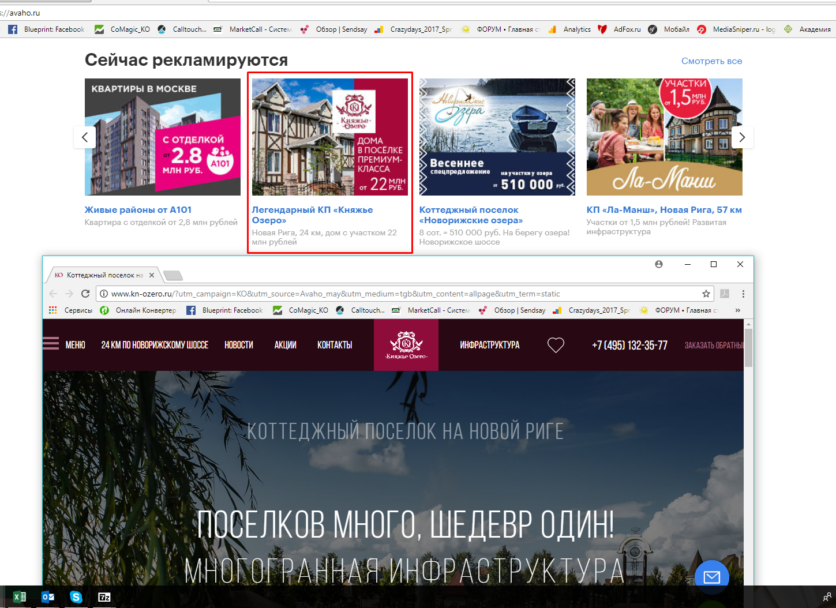 s://avaho.ru
Blueprint: Facebook CoMagic_KO Calltouch... MarketCall - Систем Обзор | Sendsay Crazydays_2017_Spr ФОРУМ • Главная с Analytics AdFox.ru Мобайл MediaSniper.ru - log Академия
Сейчас рекламируются
Смотреть все
КВАРТИРЫ В МОСКВЕ
С ОТДЕЛКОЙ
от 2.8
МЛН РУБ.
А101
Княжье
Озеро
ДОМА
В ПОСЁЛКЕ
ПРЕМИУМ-
КЛАССА
от 22 МЛН РУБ.
Новорижские
Озёра
Весеннее
спецпредложение
на участки у озера
от 510 000 руб.
УЧАСТКИ
от 1,5 МЛН РУБ.
Ла-Манш
Живые районы от А101
Квартира с отделкой от 2,8 млн рублей
Легендарный КП «Княжье
Озеро»
Новая Рига, 24 км, дом с участком 22
млн рублей
Коттеджный поселок
«Новорижские озера»
8 сот. = 510 000 руб. На берегу озера!
Новорижское шоссе
КП «Ла-Манш», Новая Рига, 57 км
Участки от 1,5 млн рублей! Развитая
инфраструктура
КО Коттеджный поселок на
www.kn-ozero.ru/?utm_campaign=KO&utm_source=Avaho_may&utm_medium=tgb&utm_content=allpage&utm_term=static
Сервисы Онлайн Конвертер Blueprint: Facebook CoMagic_KO Calltouch... MarketCall - Систем Обзор | Sendsay Crazydays_2017_Spr ФОРУМ • Главная с »
МЕНЮ 24 КМ ПО НОВОРИЖСКОМУ ШОССЕ НОВОСТИ АКЦИИ КОНТАКТЫ Княжье Озеро ИНФРАСТРУКТУРА +7 (495) 132-35-77 ЗАКАЗАТЬ ОБРАТНЫ
КОТТЕДЖНЫЙ ПОСЕЛОК НА НОВОЙ РИГЕ
ПОСЕЛКОВ МНОГО, ШЕДЕВР ОДИН!
МНОГОГРАННАЯ ИНФРАСТРУКТУРА